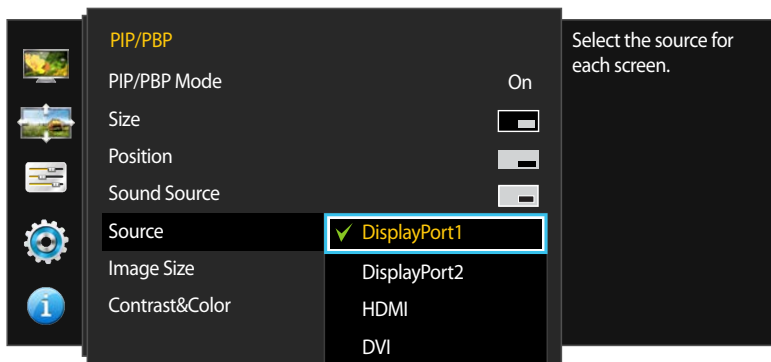 PIP/PBP
PIP/PBP Mode On
Size
Position
Sound Source
Source DisplayPort1
Image Size DisplayPort2
Contrast&Color HDMI
DVI
Select the source for
each screen.